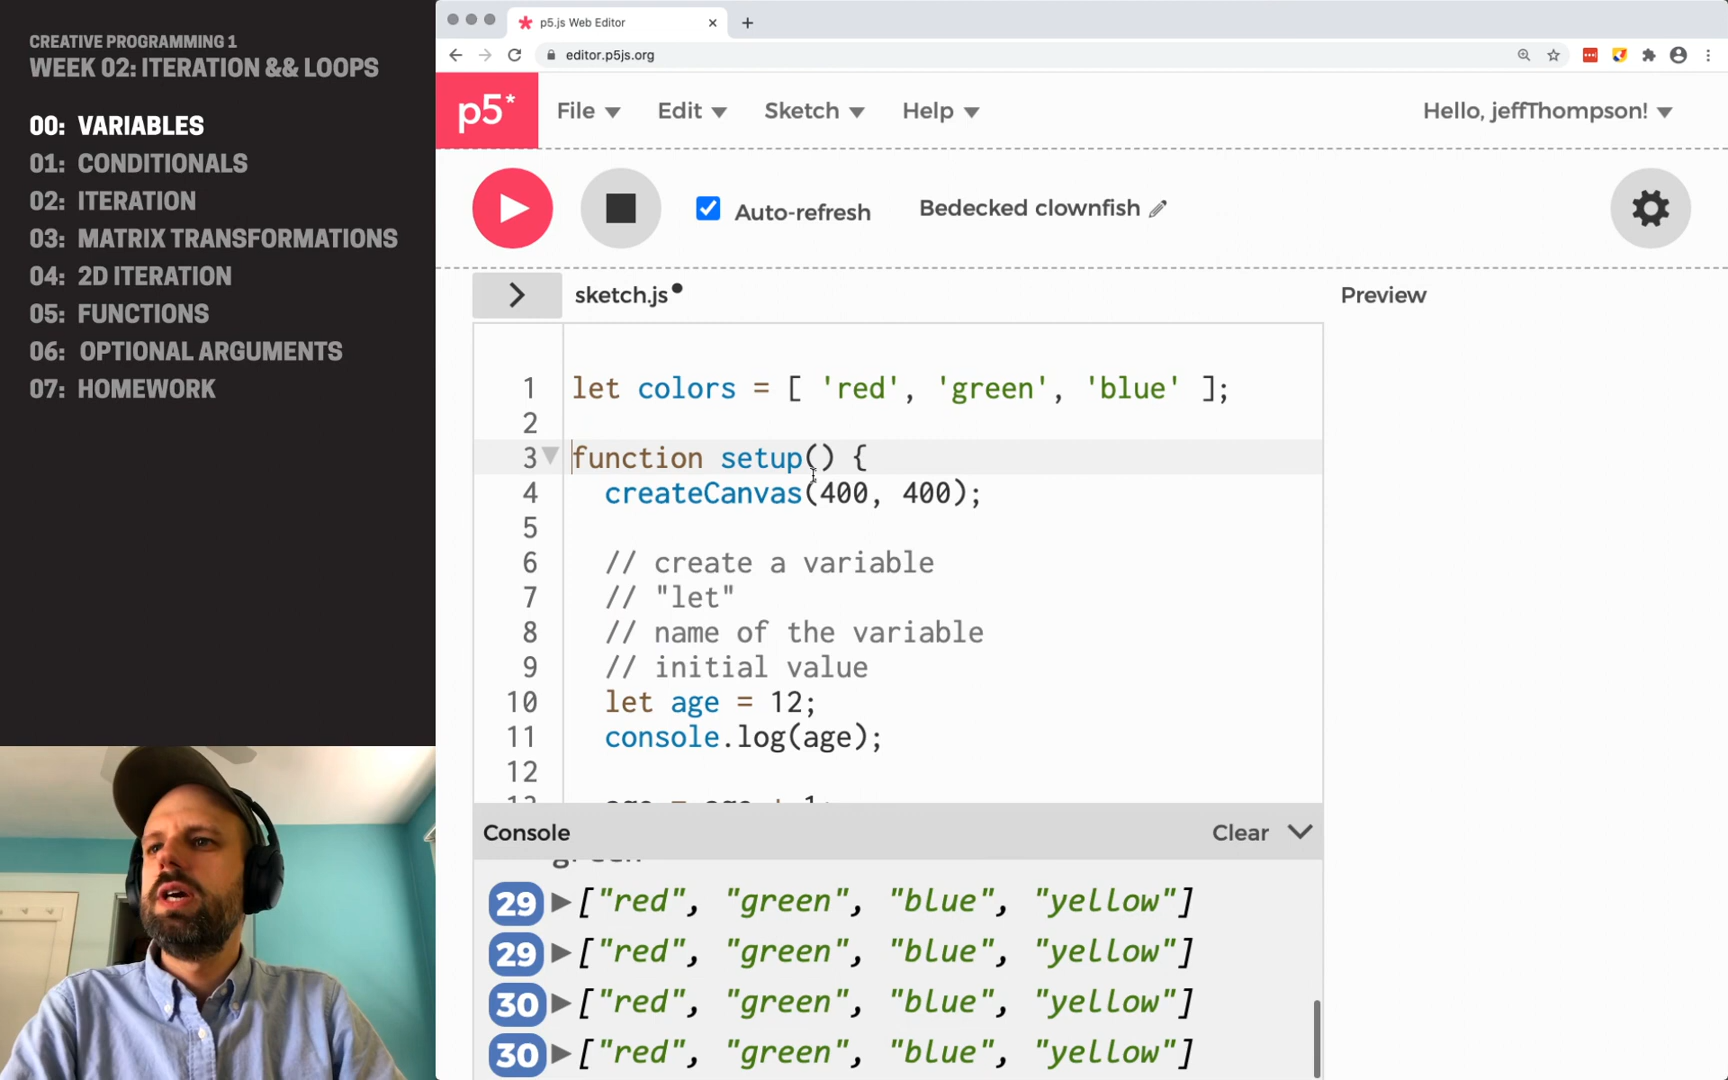 CREATIVE PROGRAMMING 1
WEEK 02: ITERATION && LOOPS
00: VARIABLES
01: CONDITIONALS
02: ITERATION
03: MATRIX TRANSFORMATIONS
04: 2D ITERATION
05: FUNCTIONS
06: OPTIONAL ARGUMENTS
07: HOMEWORK
p5.js Web Editor
editor.p5js.org
p5* File Edit Sketch Help Hello, jeffThompson!
Auto-refresh Bedecked clownfish
sketch.js Preview
1 let colors = [ 'red', 'green', 'blue' ];
2
3 function setup() {
4 createCanvas(400, 400);
5
6 // create a variable
7 // "let"
8 // name of the variable
9 // initial value
10 let age = 12;
11 console.log(age);
12
13 age = age + 1;
Console Clear
green
29 ["red", "green", "blue", "yellow"]
29 ["red", "green", "blue", "yellow"]
30 ["red", "green", "blue", "yellow"]
30 ["red", "green", "blue", "yellow"]